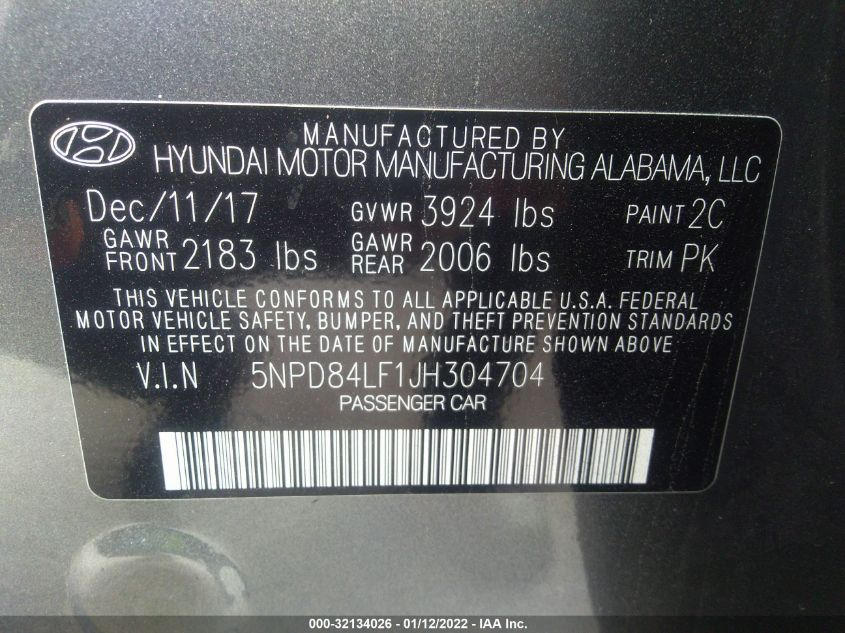 MANUFACTURED BY
HYUNDAI MOTOR MANUFACTURING ALABAMA, LLC
Dec/11/17 GVWR 3924 lbs PAINT 2C
GAWR FRONT 2183 lbs GAWR REAR 2006 lbs TRIM PK
THIS VEHICLE CONFORMS TO ALL APPLICABLE U.S.A. FEDERAL
MOTOR VEHICLE SAFETY, BUMPER, AND THEFT PREVENTION STANDARDS
IN EFFECT ON THE DATE OF MANUFACTURE SHOWN ABOVE
V.I.N 5NPD84LF1JH304704
PASSENGER CAR
000-32134026 - 01/12/2022 - IAA Inc.